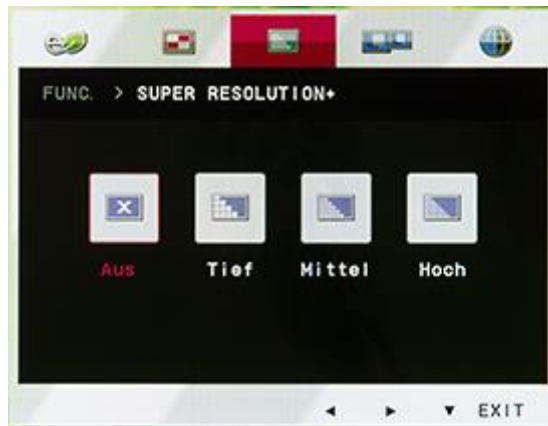 FUNC. > SUPER RESOLUTION+
Aus Tief Mittel Hoch
EXIT